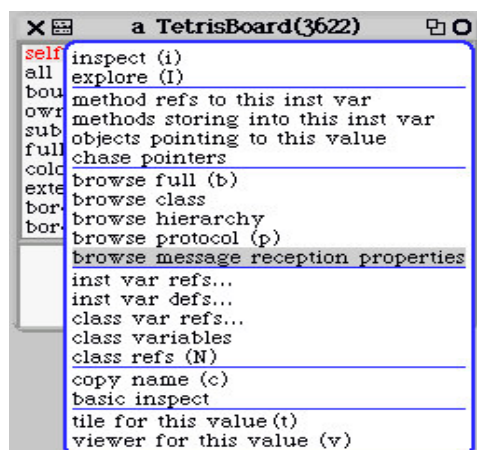 a TetrisBoard(3622)
self
all
bou
own
sub
full
colo
exte
bor
bor
inspect (i)
explore (I)
method refs to this inst var
methods storing into this inst var
objects pointing to this value
chase pointers
browse full (b)
browse class
browse hierarchy
browse protocol (p)
browse message reception properties
inst var refs...
inst var defs...
class var refs...
class variables
class refs (N)
copy name (c)
basic inspect
tile for this value (t)
viewer for this value (v)